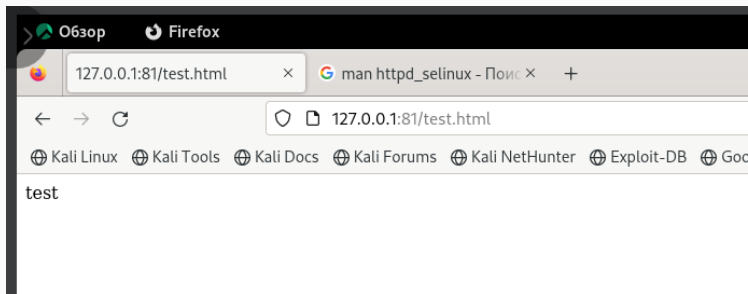 Обзор Firefox
127.0.0.1:81/test.html × G man httpd_selinux - Поис × +
127.0.0.1:81/test.html
Kali Linux Kali Tools Kali Docs Kali Forums Kali NetHunter Exploit-DB Goo
test